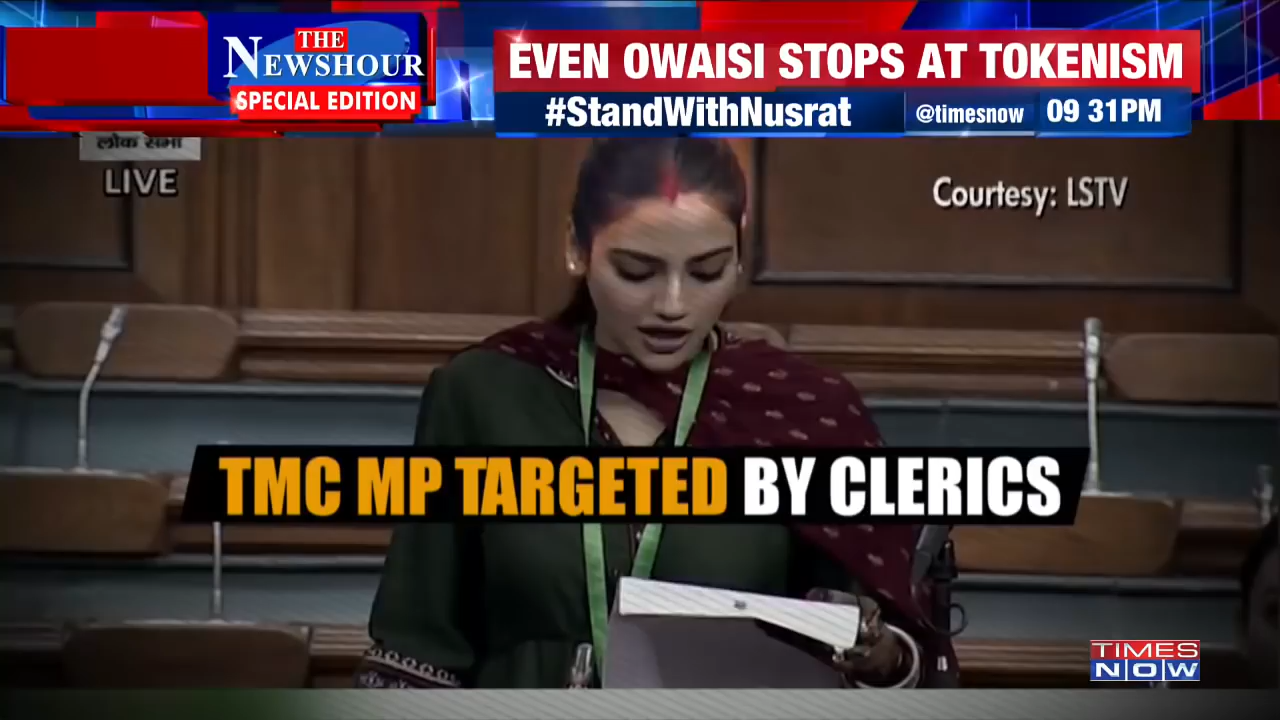 THE
NEWSHOUR
SPECIAL EDITION
EVEN OWAISI STOPS AT TOKENISM
#StandWithNusrat
@timesnow
09 31PM
लोक सभा
LIVE
Courtesy: LSTV
TMC MP TARGETED BY CLERICS
TIMES
NOW